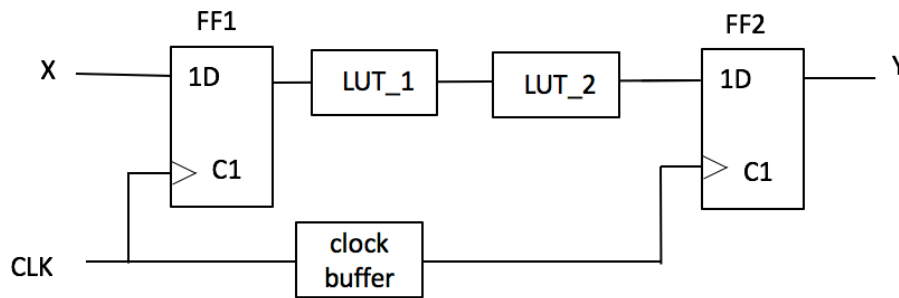 FF1
FF2
X
1D
LUT_1
LUT_2
1D
Y
C1
C1
CLK
clock
buffer